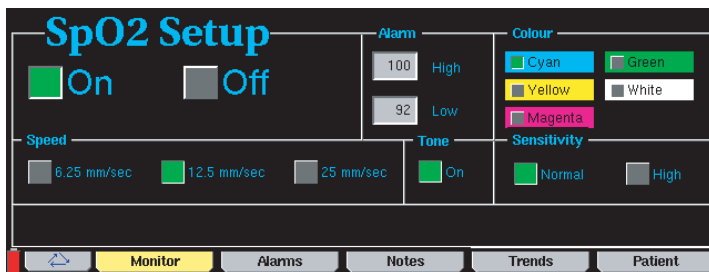 SpO2 Setup
On
Off
Alarm
100
High
92
Low
Colour
Cyan
Green
Yellow
White
Magenta
Speed
6.25 mm/sec
12.5 mm/sec
25 mm/sec
Tone
On
Sensitivity
Normal
High
Monitor
Alarms
Notes
Trends
Patient